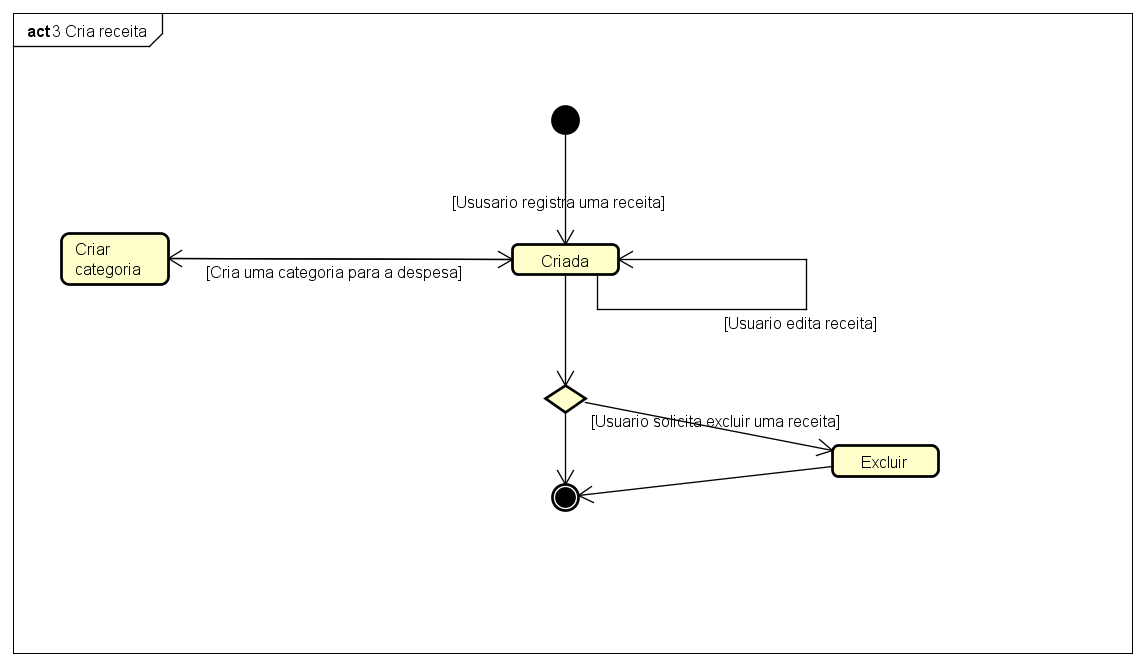 act 3 Cria receita
[Ususario registra uma receita]
Criar
categoria
Criada
[Cria uma categoria para a despesa]
[Usuario edita receita]
[Usuario solicita excluir uma receita]
Excluir